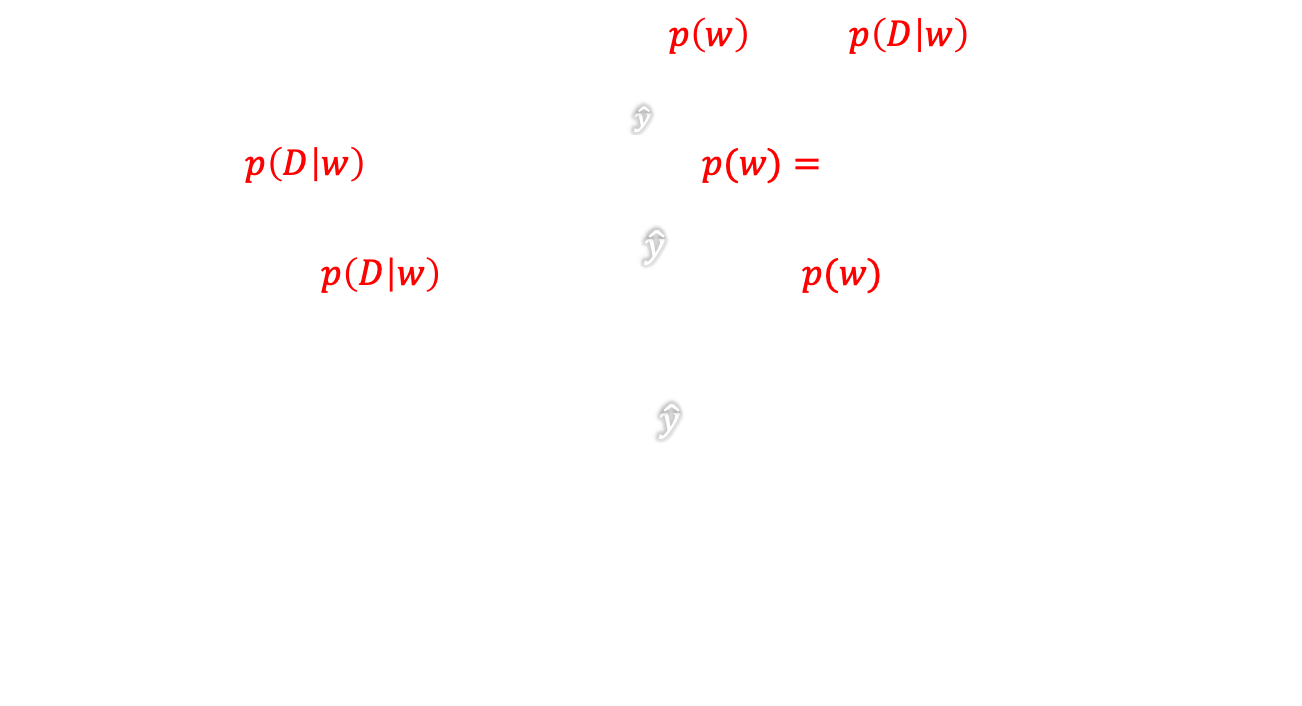 p(w) p(D|w)
ŷ
p(D|w) p(w) =
ŷ
p(D|w) p(w)
ŷ